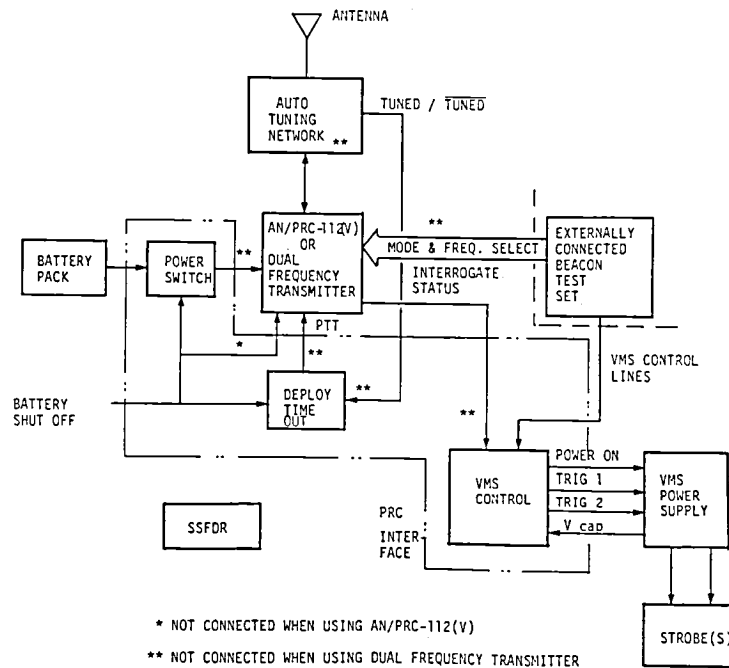 ANTENNA
AUTO
TUNING
NETWORK **
TUNED / TUNED
BATTERY
PACK
POWER
SWITCH
**
AN/PRC-112(V)
OR
DUAL
FREQUENCY
TRANSMITTER
**
MODE & FREQ. SELECT
INTERROGATE
STATUS
EXTERNALLY
CONNECTED
BEACON
TEST
SET
PTT
*
**
**
VMS CONTROL
LINES
BATTERY
SHUT OFF
DEPLOY
TIME
OUT
**
VMS
CONTROL
POWER ON
TRIG 1
TRIG 2
V cap
VMS
POWER
SUPPLY
SSFDR
PRC
INTER
FACE
STROBE(S)
* NOT CONNECTED WHEN USING AN/PRC-112(V)
** NOT CONNECTED WHEN USING DUAL FREQUENCY TRANSMITTER